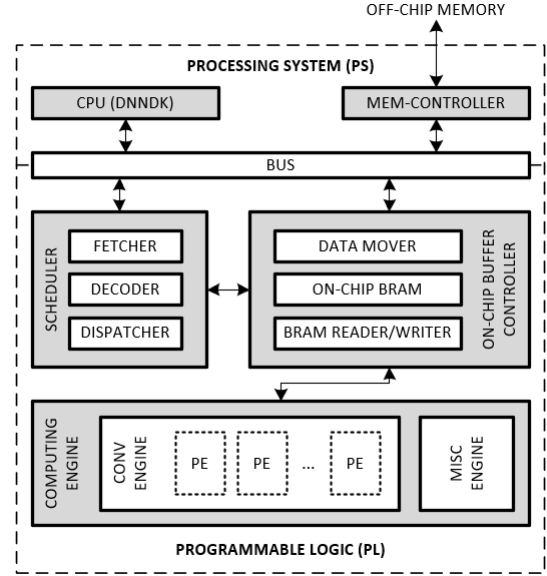 OFF-CHIP MEMORY
PROCESSING SYSTEM (PS)
CPU (DNNDK)
MEM-CONTROLLER
BUS
SCHEDULER
FETCHER
DECODER
DISPATCHER
DATA MOVER
ON-CHIP BRAM
BRAM READER/WRITER
ON-CHIP BUFFER
CONTROLLER
COMPUTING
ENGINE
CONV
ENGINE
PE
PE
...
PE
MISC
ENGINE
PROGRAMMABLE LOGIC (PL)